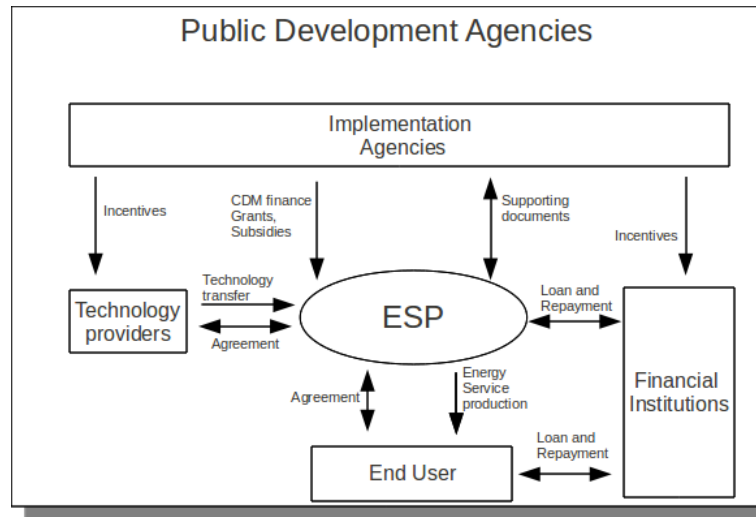 Public Development Agencies
Implementation
Agencies
Incentives
CDM finance
Grants,
Subsidies
Supporting
documents
Incentives
Technology
transfer
Loan and
Repayment
Technology
providers
ESP
Agreement
Financial
Institutions
Agreement
Energy
Service
production
Loan and
Repayment
End User